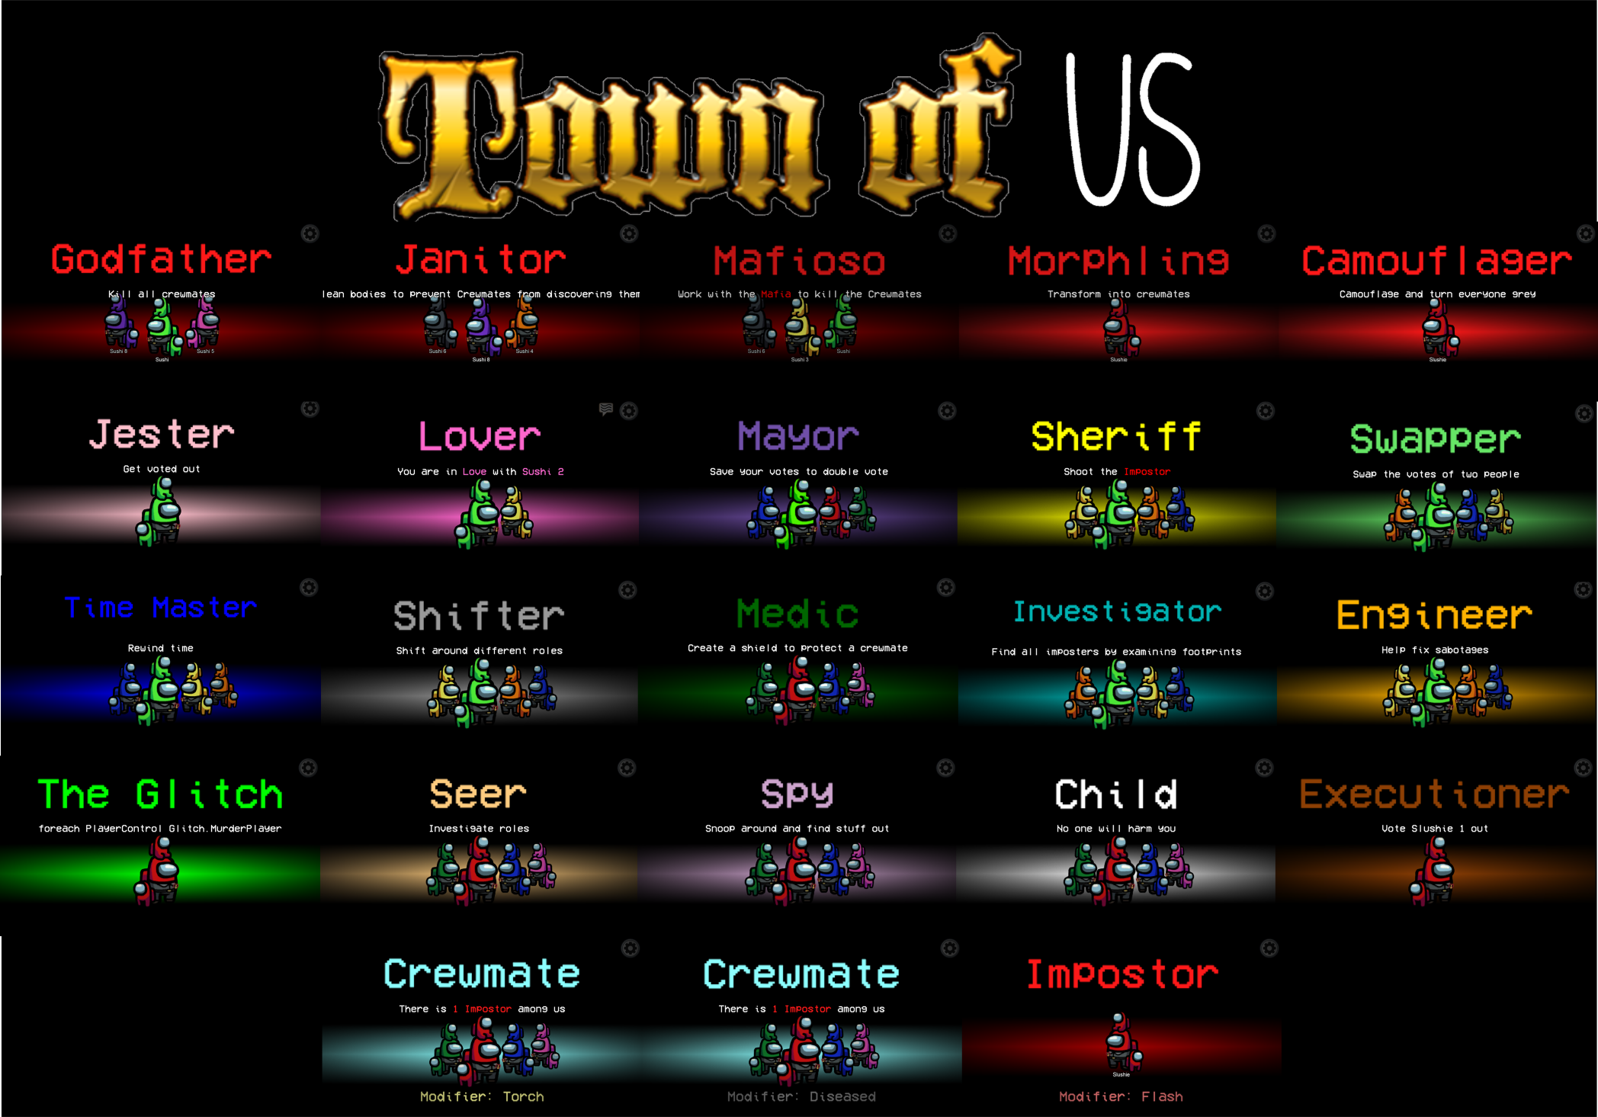 Town of US
Godfather
Kill all crewmates
Sushi 6
Sushi
Sushi 5
Janitor
lean bodies to prevent Crewmates from discovering them
Sushi 6
Sushi 8
Sushi 4
Mafioso
Work with the Mafia to kill the Crewmates
Sushi 3
Sushi
Morphling
Transform into crewmates
Slushie
Camouflager
Camouflage and turn everyone grey
Slushie
Jester
Get voted out
Lover
You are in Love with Sushi 2
Mayor
Save your votes to double vote
Sheriff
Shoot the Impostor
Swapper
Swap the votes of two people
Time Master
Rewind time
Shifter
Shift around different roles
Medic
Create a shield to protect a crewmate
Investigator
Find all imposters by examining footprints
Engineer
Help fix sabotages
The Glitch
foreach PlayerControl Glitch.MurderPlayer
Seer
Investigate roles
Spy
Snoop around and find stuff out
Child
No one will harm you
Executioner
Vote Slushie 1 out
Crewmate
There is 1 Impostor among us
Modifier: Torch
Crewmate
There is 1 Impostor among us
Modifier: Diseased
Impostor
Slushie
Modifier: Flash